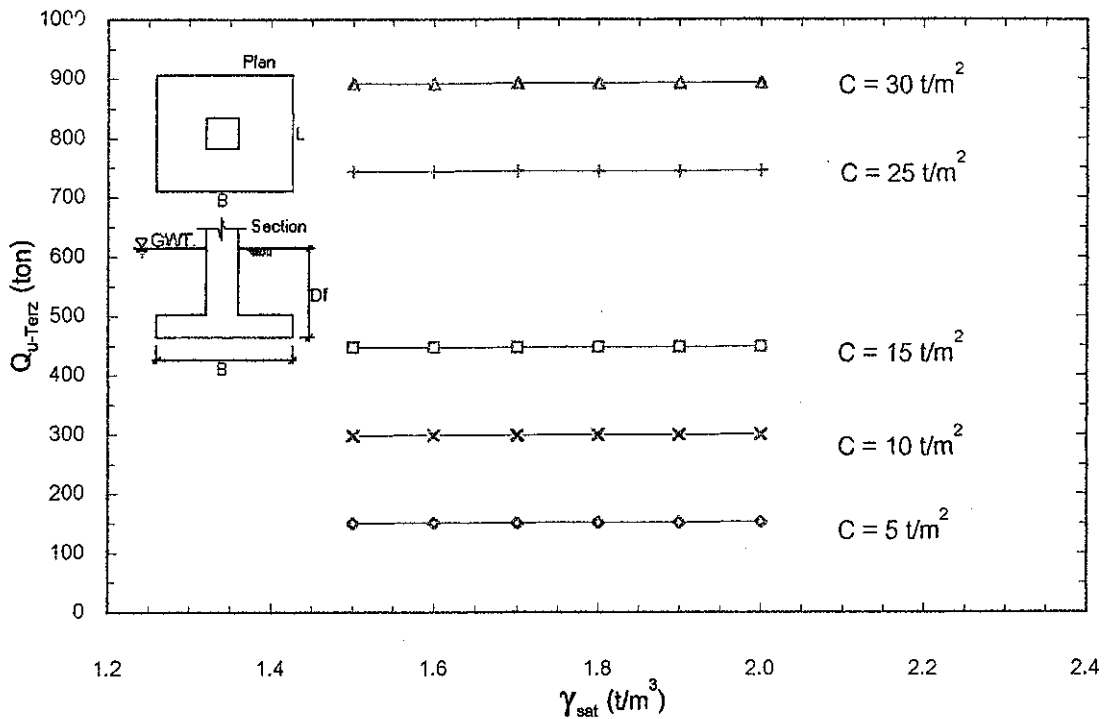 1000
900
800
700
600
500
400
300
200
100
0
Q u-Terz (ton)
Plan
L
B
Section
GWT.
Df
B
C = 30 t/m²
C = 25 t/m²
C = 15 t/m²
C = 10 t/m²
C = 5 t/m²
1.2 1.4 1.6 1.8 2.0 2.2 2.4
γsat (t/m³)